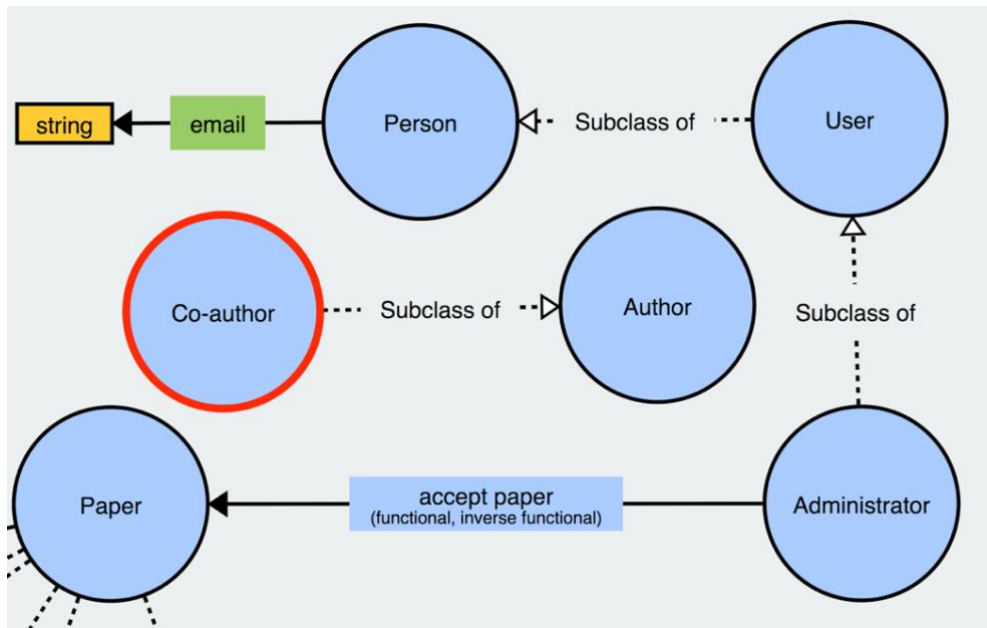 string
email
Person
Subclass of
User
Co-author
Subclass of
Author
Subclass of
Paper
accept paper
(functional, inverse functional)
Administrator